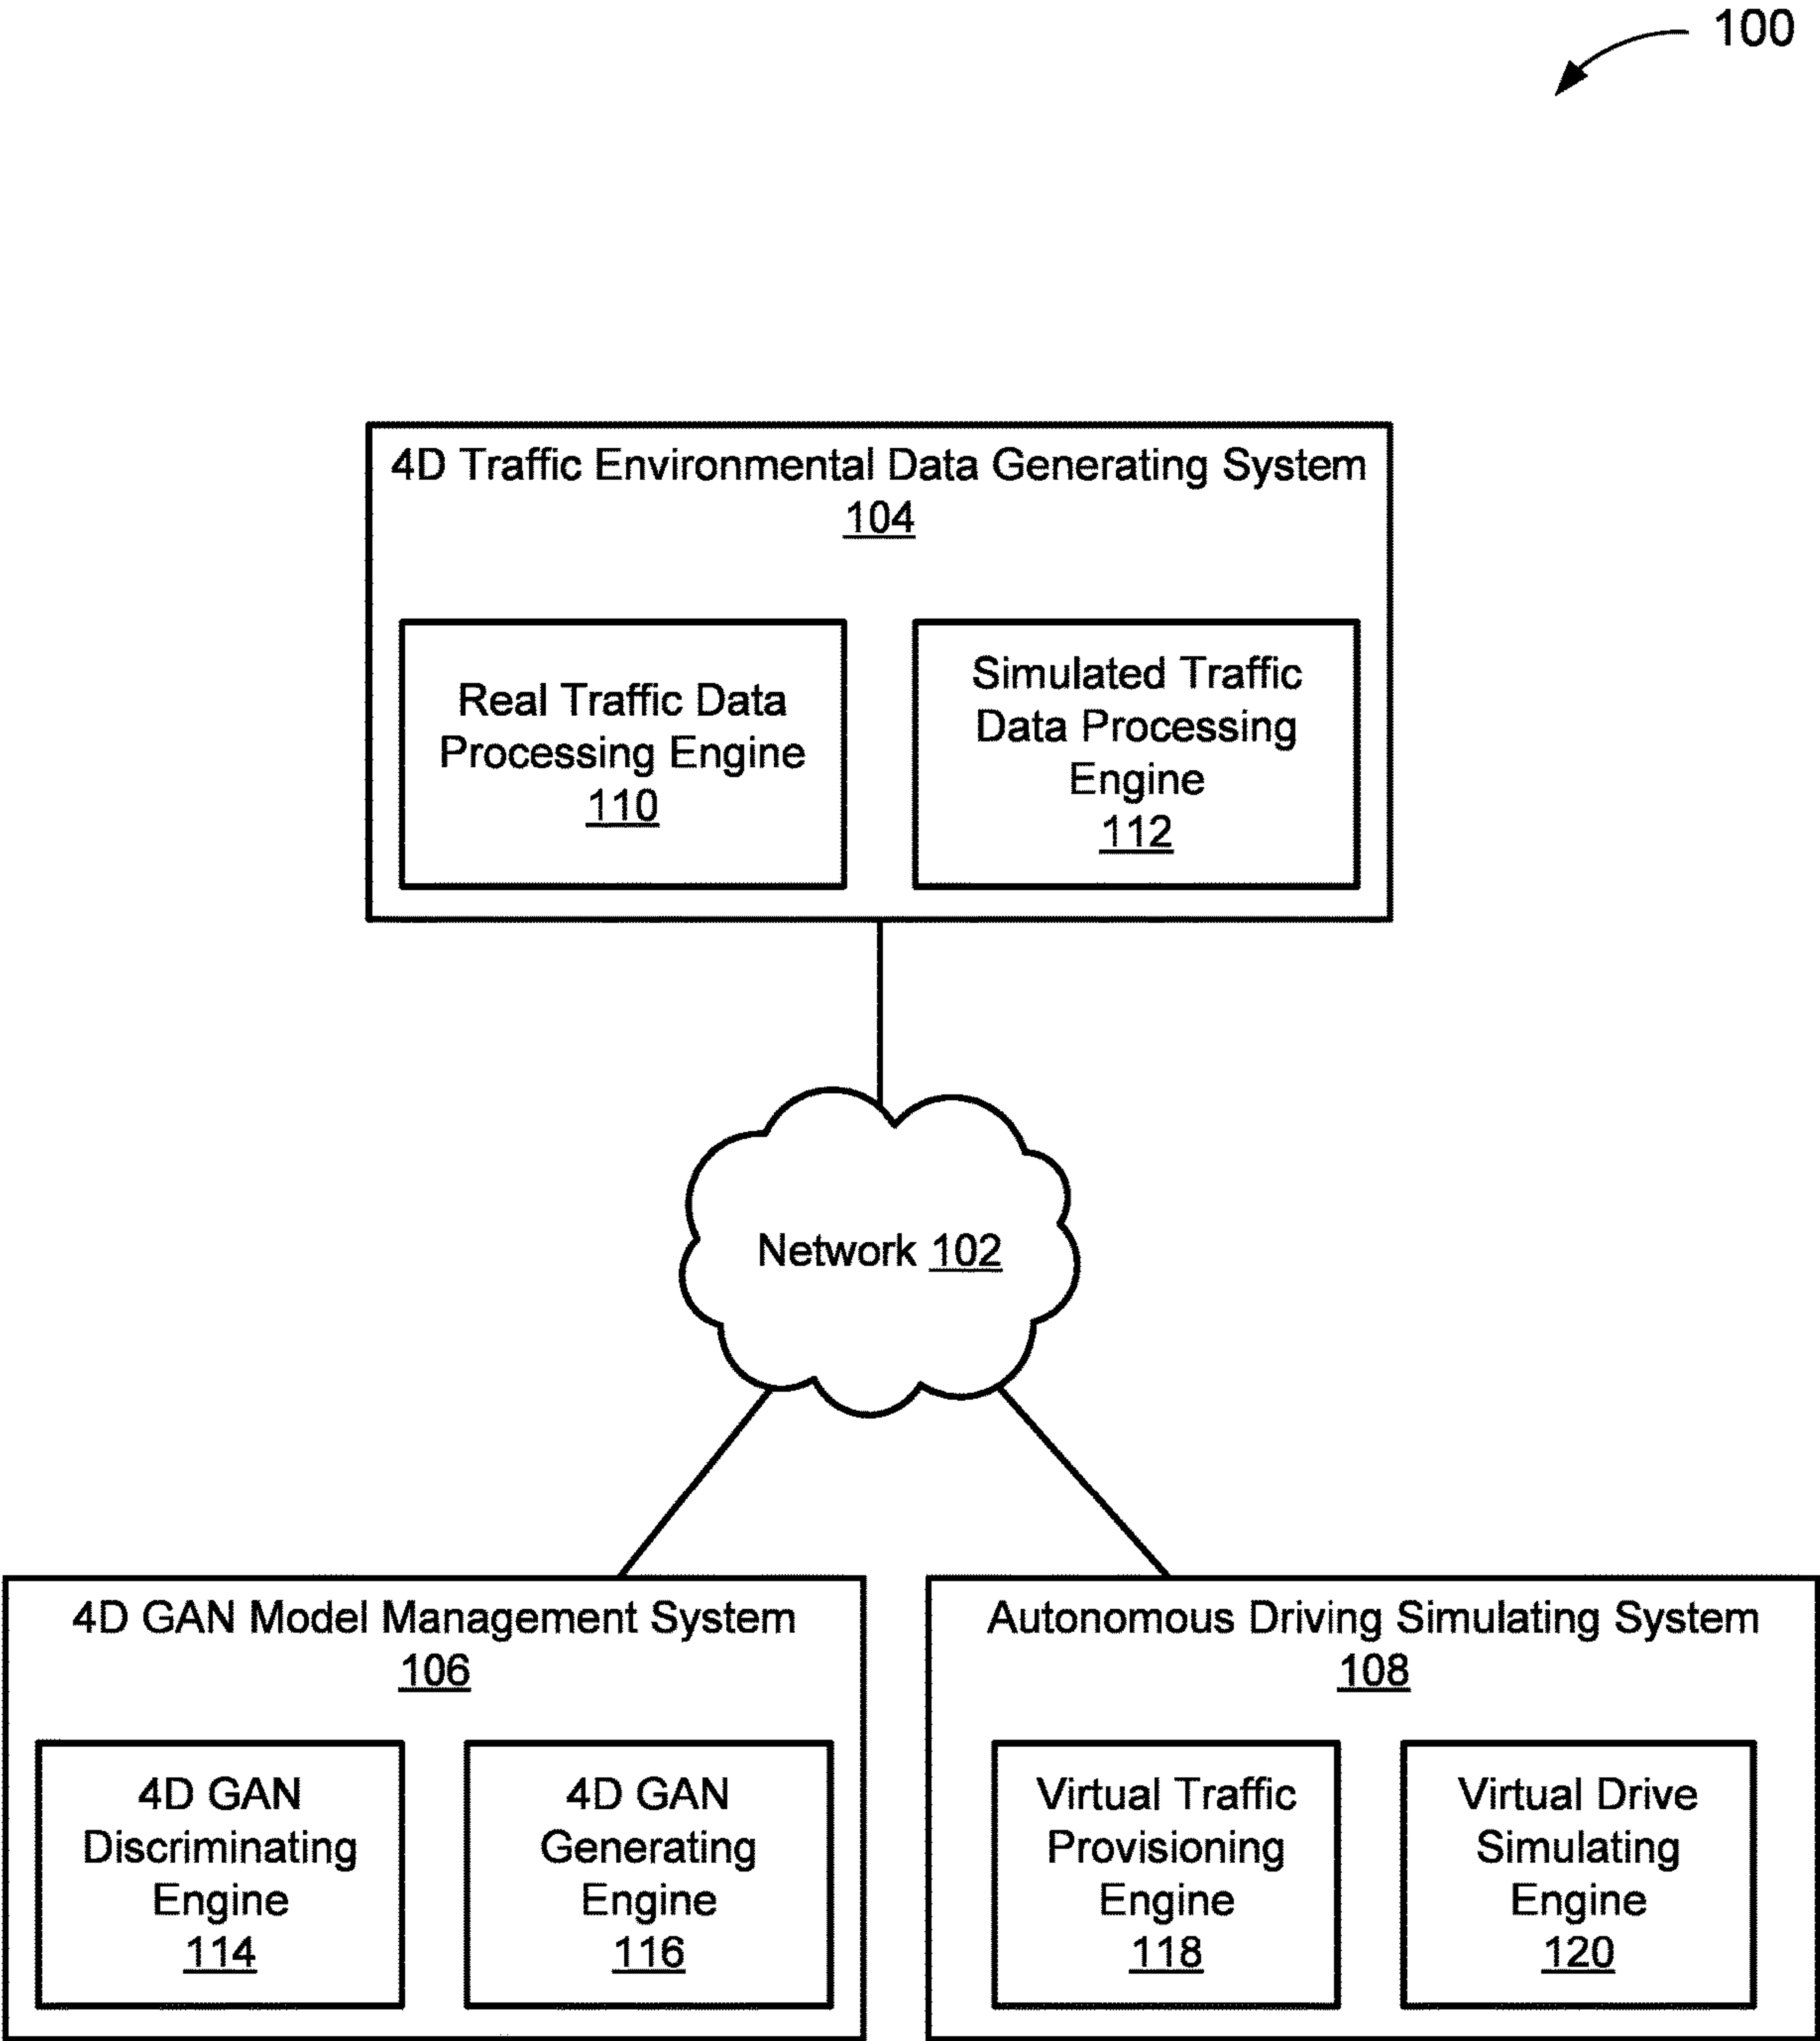 100
4D Traffic Environmental Data Generating System
104
Real Traffic Data
Processing Engine
110
Simulated Traffic
Data Processing
Engine
112
Network 102
4D GAN Model Management System
106
4D GAN
Discriminating
Engine
114
4D GAN
Generating
Engine
116
Autonomous Driving Simulating System
108
Virtual Traffic
Provisioning
Engine
118
Virtual Drive
Simulating
Engine
120